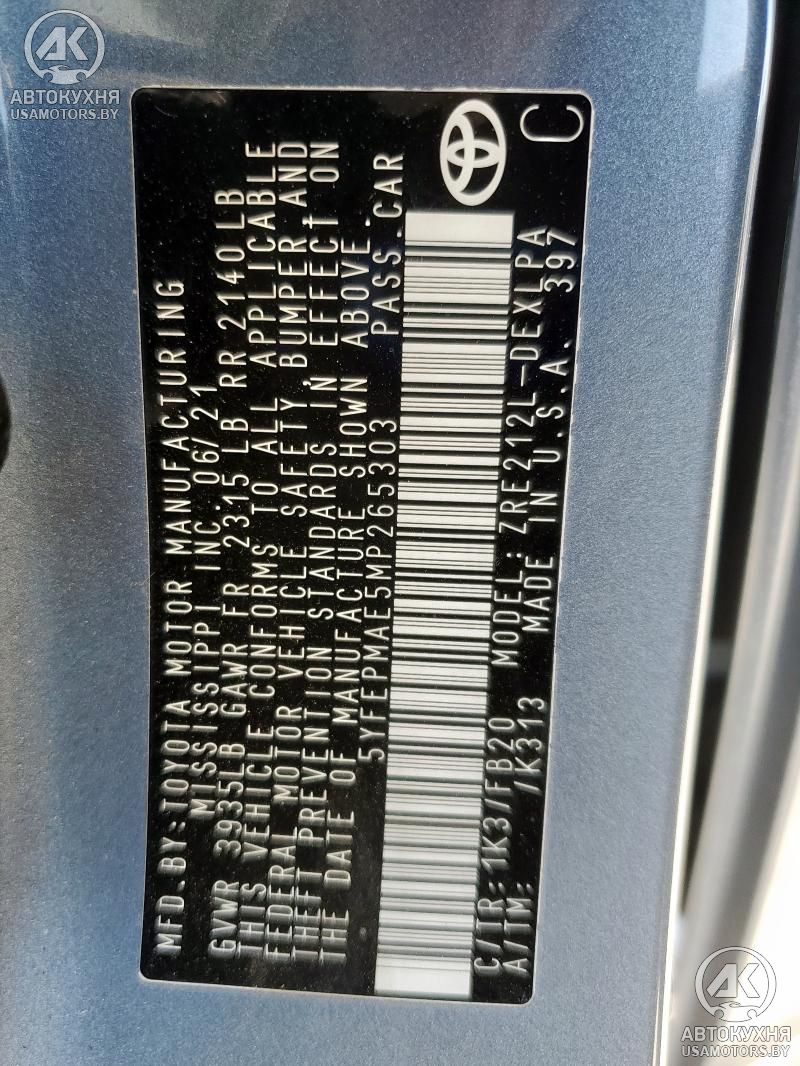 AK
АВТОКУХНЯ
USAMOTORS.BY
MFD.BY:TOYOTA MOTOR MANUFACTURING
MISSISSIPPI INC.06/21
GVWR 3935LB GAWR FR 2315 LB RR 2140LB
THIS VEHICLE CONFORMS TO ALL APPLICABLE
FEDERAL MOTOR VEHICLE SAFETY, BUMPER AND
THEFT PREVENTION STANDARDS IN EFFECT ON
THE DATE OF MANUFACTURE SHOWN ABOVE.
5YFEPMAE5MP265303 PASS.CAR
C/TR:1K3/FB20 MODEL:ZRE212L-DEXLPA
A/TM: /K313 MADE IN U.S.A. 397
C
AK
АВТОКУХНЯ
USAMOTORS.BY